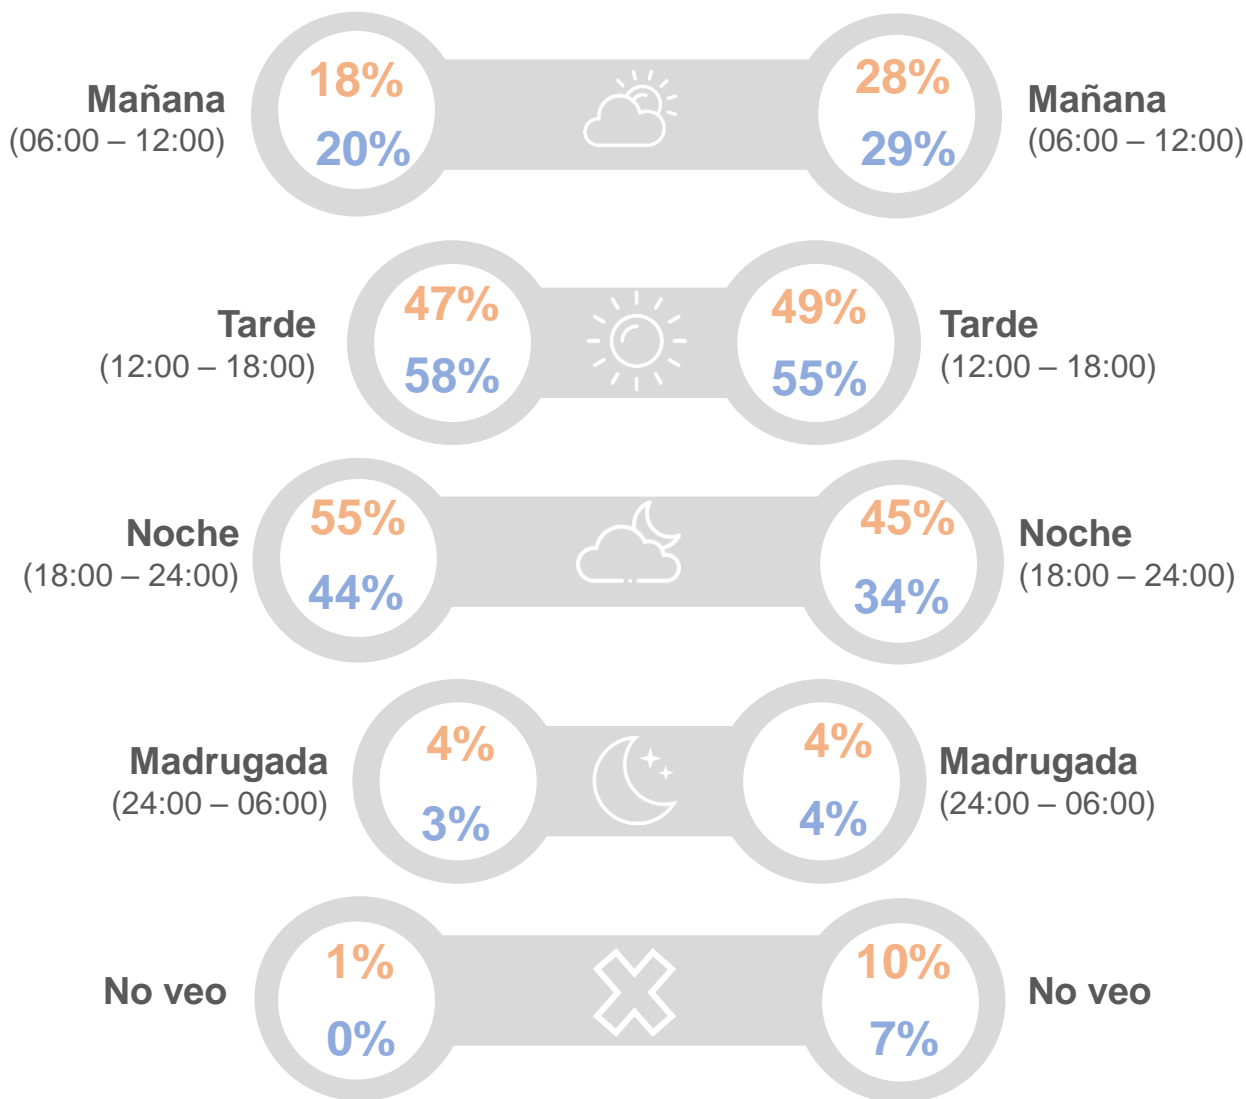 Mañana
(06:00 – 12:00)
18%
20%
28%
29%
Mañana
(06:00 – 12:00)
Tarde
(12:00 – 18:00)
47%
58%
49%
55%
Tarde
(12:00 – 18:00)
Noche
(18:00 – 24:00)
55%
44%
45%
34%
Noche
(18:00 – 24:00)
Madrugada
(24:00 – 06:00)
4%
3%
4%
4%
Madrugada
(24:00 – 06:00)
No veo
1%
0%
10%
7%
No veo